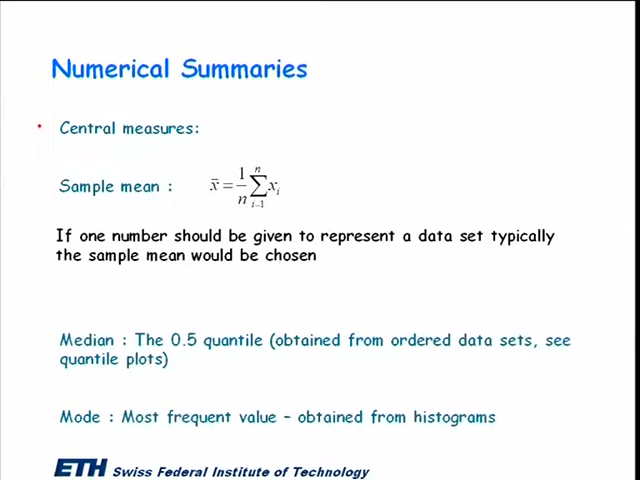 Numerical Summaries
• Central measures:
Sample mean : x̄ = 1/n ∑_{i=1}^{n} x_i
If one number should be given to represent a data set typically
the sample mean would be chosen
Median : The 0.5 quantile (obtained from ordered data sets, see
quantile plots)
Mode : Most frequent value – obtained from histograms
ETH Swiss Federal Institute of Technology